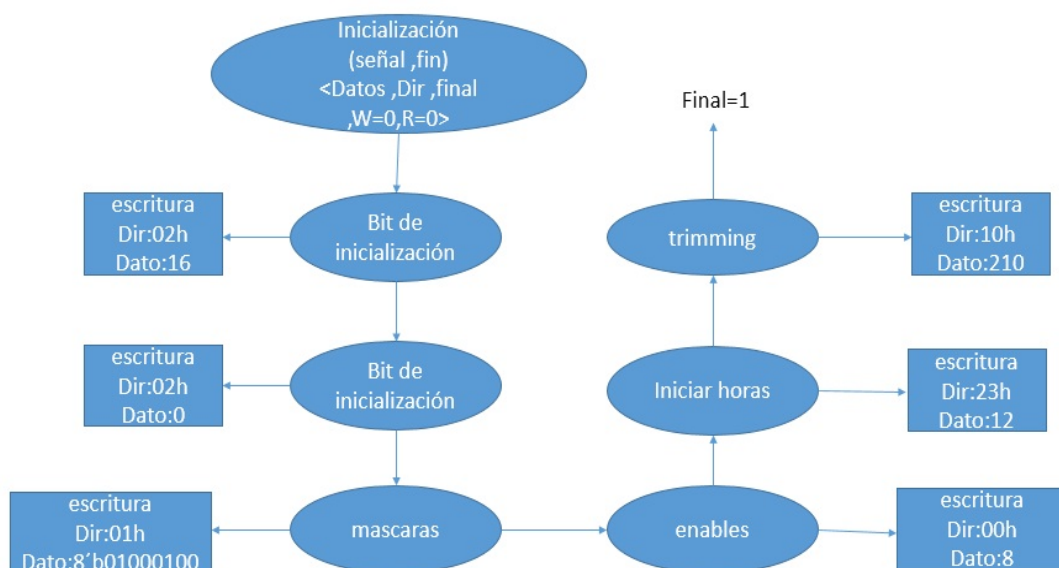 Inicialización
(señal ,fin)
<Datos ,Dir ,final
,W=0,R=0>
Final=1
escritura
Dir:02h
Dato:16
Bit de
inicialización
trimming
escritura
Dir:10h
Dato:210
escritura
Dir:02h
Dato:0
Bit de
inicialización
Iniciar horas
escritura
Dir:23h
Dato:12
escritura
Dir:01h
Dato:8´b01000100
mascaras
enables
escritura
Dir:00h
Dato:8